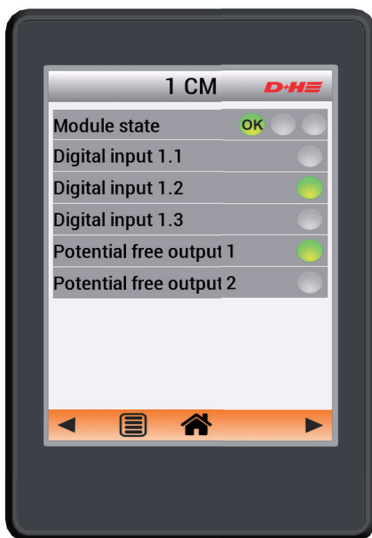 1 CM D+H
Module state OK
Digital input 1.1
Digital input 1.2
Digital input 1.3
Potential free output 1
Potential free output 2